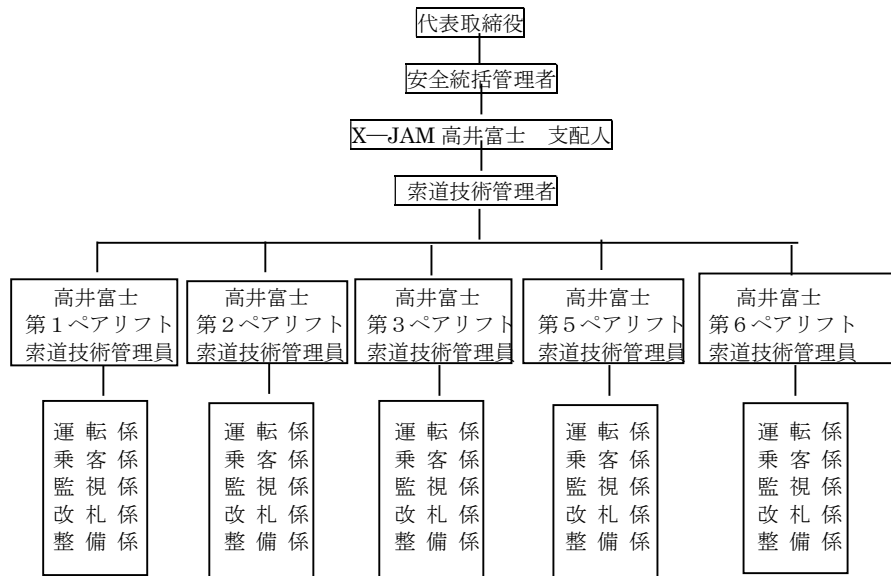 代表取締役
安全統括管理者
X―JAM 高井富士　支配人
索道技術管理者
高井富士
第１ペアリフト
索道技術管理員
高井富士
第２ペアリフト
索道技術管理員
高井富士
第３ペアリフト
索道技術管理員
高井富士
第５ペアリフト
索道技術管理員
高井富士
第６ペアリフト
索道技術管理員
運 転 係
乗 客 係
監 視 係
改 札 係
整 備 係
運 転 係
乗 客 係
監 視 係
改 札 係
整 備 係
運 転 係
乗 客 係
監 視 係
改 札 係
整 備 係
運 転 係
乗 客 係
監 視 係
改 札 係
整 備 係
運 転 係
乗 客 係
監 視 係
改 札 係
整 備 係